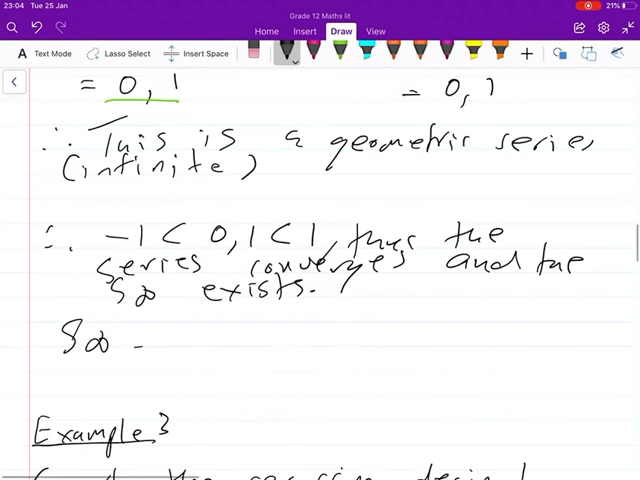 23:04 Tue 25 Jan
21%
Grade 12 Maths lit
Home Insert Draw View
A Text Mode Lasso Select Insert Space
= 0,1 = 0,1
∴ This is a geometric series
(infinite)
∴ -1 < 0,1 < 1, thus the
series converges and the
S∞ exists.
S∞ =
Example 3